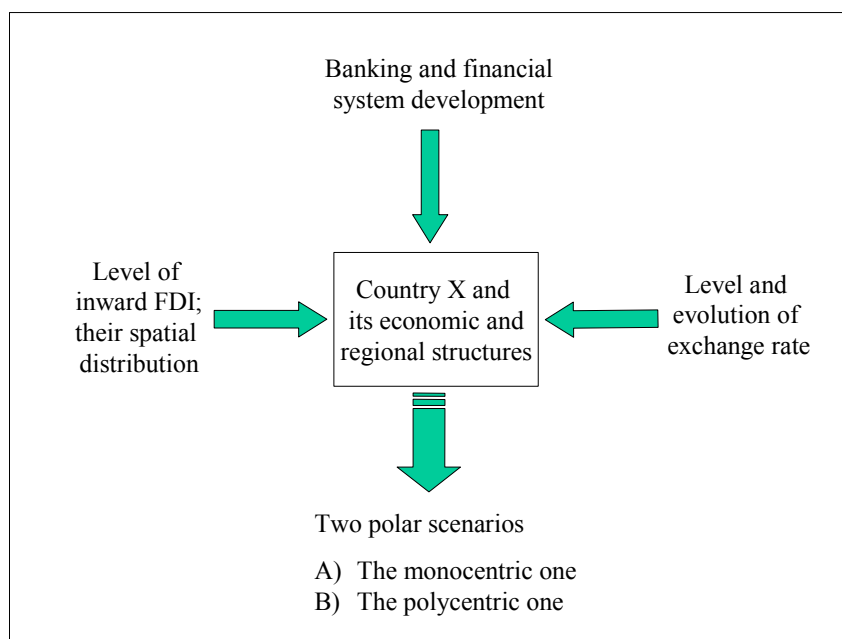 Banking and financial
system development
Level of
inward FDI;
their spatial
distribution
Country X and
its economic and
regional structures
Level and
evolution of
exchange rate
Two polar scenarios
A) The monocentric one
B) The polycentric one